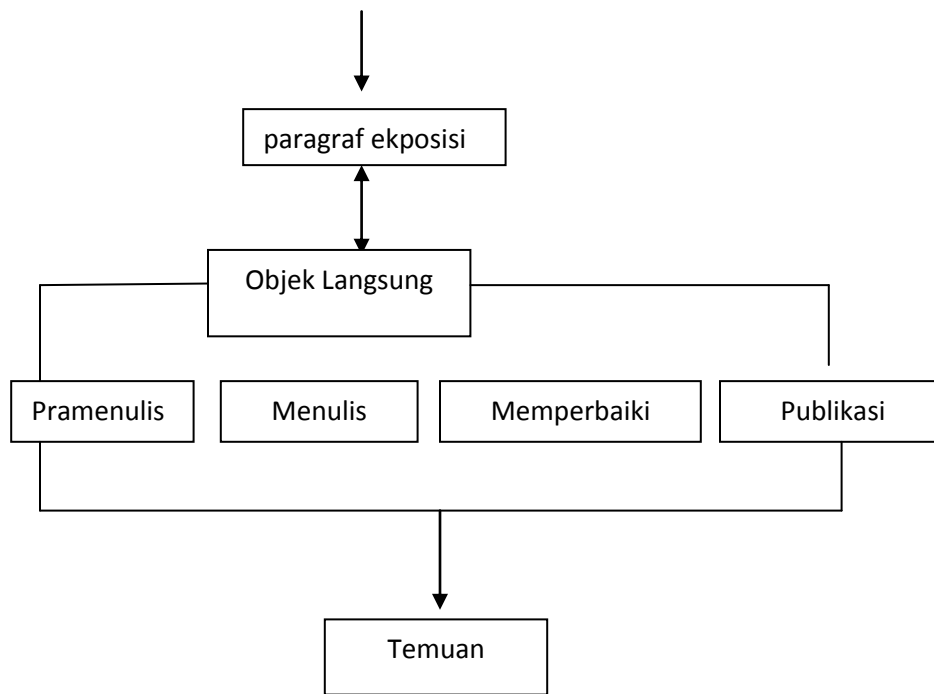 paragraf ekposisi
Objek Langsung
Pramenulis
Menulis
Memperbaiki
Publikasi
Temuan